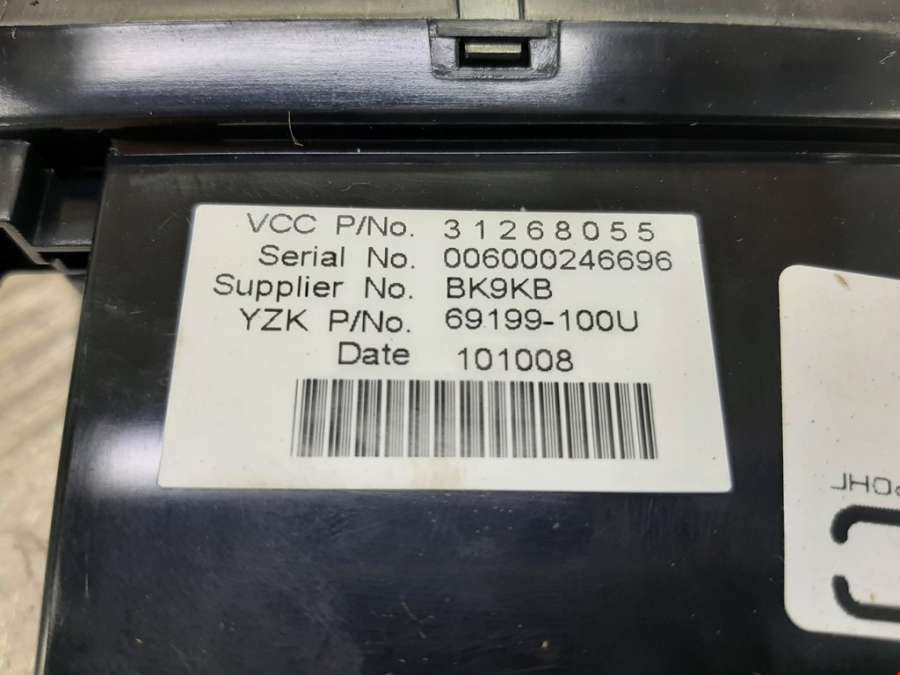 VCC P/No. 31268055
Serial No. 006000246696
Supplier No. BK9KB
YZK P/No. 69199-100U
Date 101008